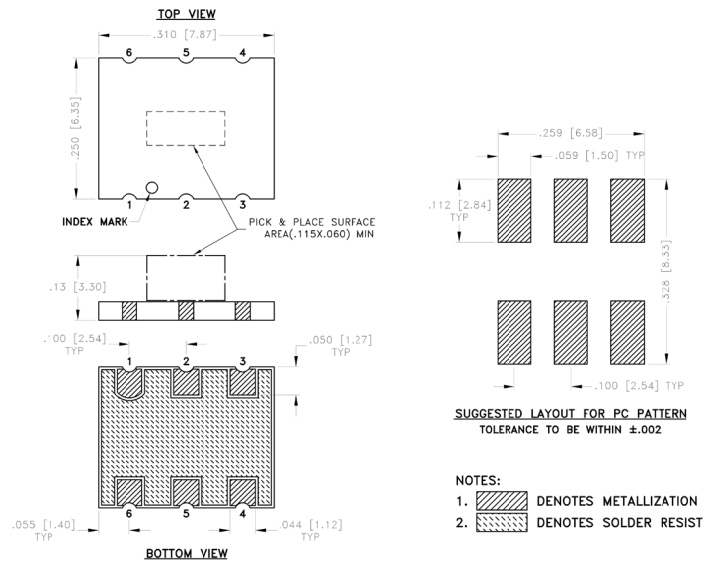 TOP VIEW
.310 [7.87]
6 5 4
.250 [6.35]
1 2 3
INDEX MARK
PICK & PLACE SURFACE
AREA(.115X.060) MIN
.13 [3.30]
.100 [2.54]
TYP
.050 [1.27]
TYP
1 2 3
6 5 4
.055 [1.40]
TYP
.044 [1.12]
TYP
BOTTOM VIEW
.259 [6.58]
.059 [1.50] TYP
.112 [2.84]
TYP
.328 [8.33]
.100 [2.54] TYP
SUGGESTED LAYOUT FOR PC PATTERN
TOLERANCE TO BE WITHIN ±.002
NOTES:
1. DENOTES METALLIZATION
2. DENOTES SOLDER RESIST